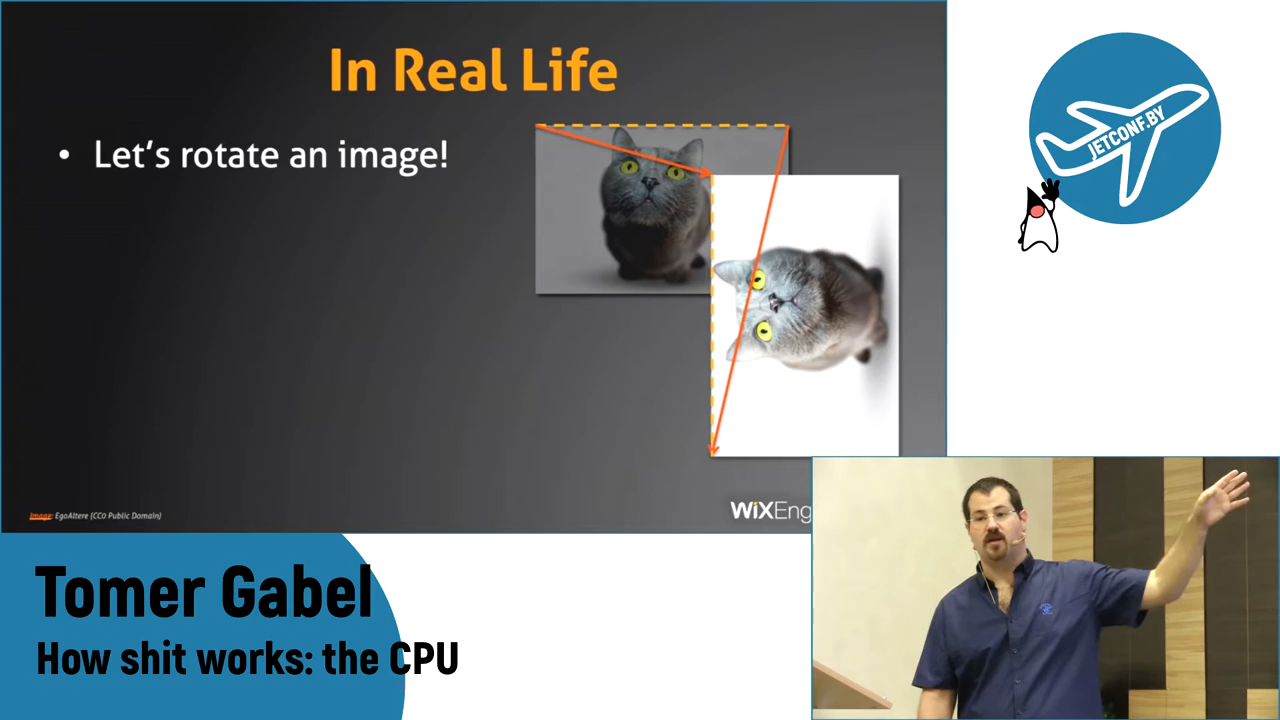 In Real Life
• Let's rotate an image!
JETCONF.BY
Image: EgoAltere (CC0 Public Domain)
WiXEng
Tomer Gabel
How shit works: the CPU